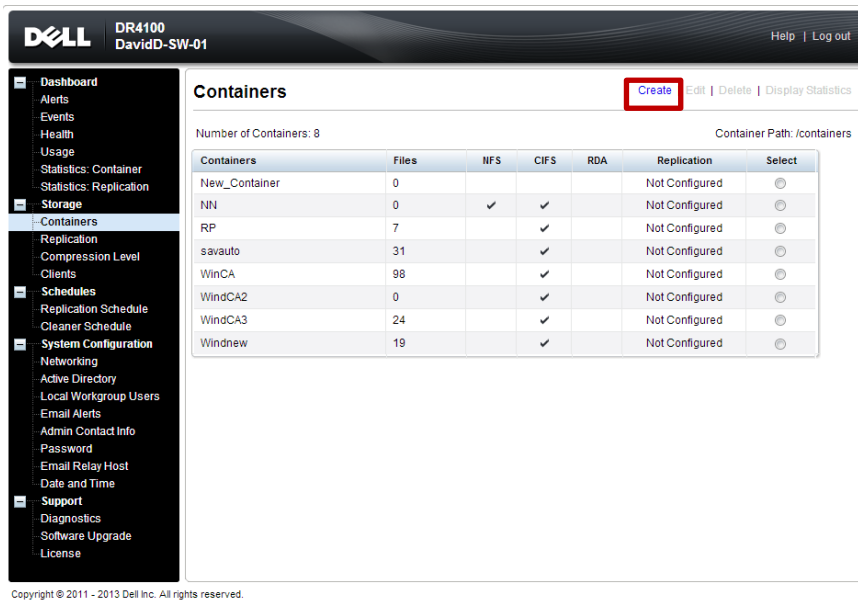 DELL
DR4100
DavidD-SW-01
Help | Log out
Dashboard
Alerts
Events
Health
Usage
Statistics: Container
Statistics: Replication
Storage
Containers
Replication
Compression Level
Clients
Schedules
Replication Schedule
Cleaner Schedule
System Configuration
Networking
Active Directory
Local Workgroup Users
Email Alerts
Admin Contact Info
Password
Email Relay Host
Date and Time
Support
Diagnostics
Software Upgrade
License
Containers
Create Edit | Delete | Display Statistics
Number of Containers: 8 Container Path: /containers
Containers Files NFS CIFS RDA Replication Select
New_Container 0 Not Configured
NN 0 ✔ ✔ Not Configured
RP 7 ✔ Not Configured
savauto 31 ✔ Not Configured
WinCA 98 ✔ Not Configured
WindCA2 0 ✔ Not Configured
WindCA3 24 ✔ Not Configured
Windnew 19 ✔ Not Configured
Copyright © 2011 - 2013 Dell Inc. All rights reserved.